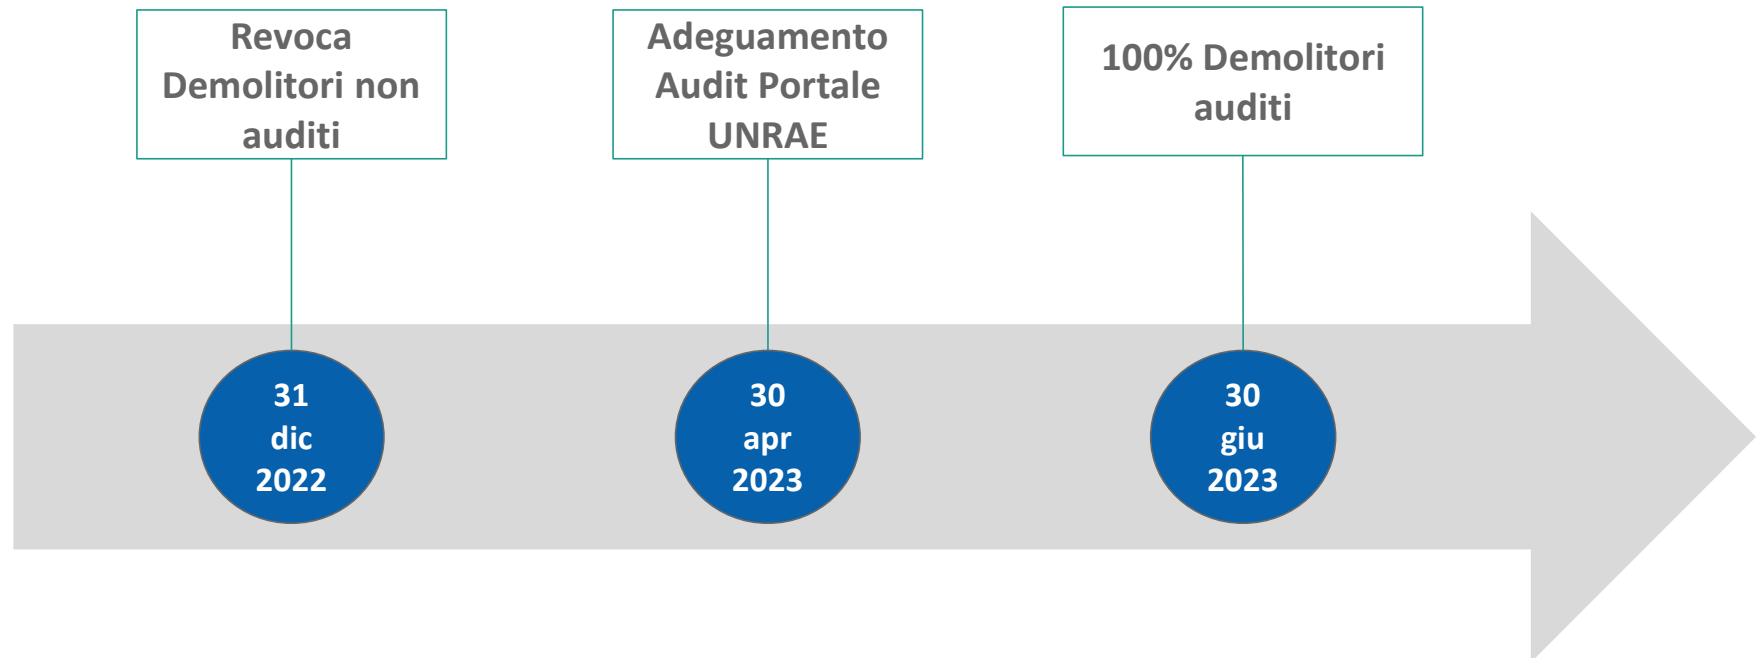 Revoca
Demolitori non
auditi
Adeguamento
Audit Portale
UNRAE
100% Demolitori
auditi
31
dic
2022
30
apr
2023
30
giu
2023